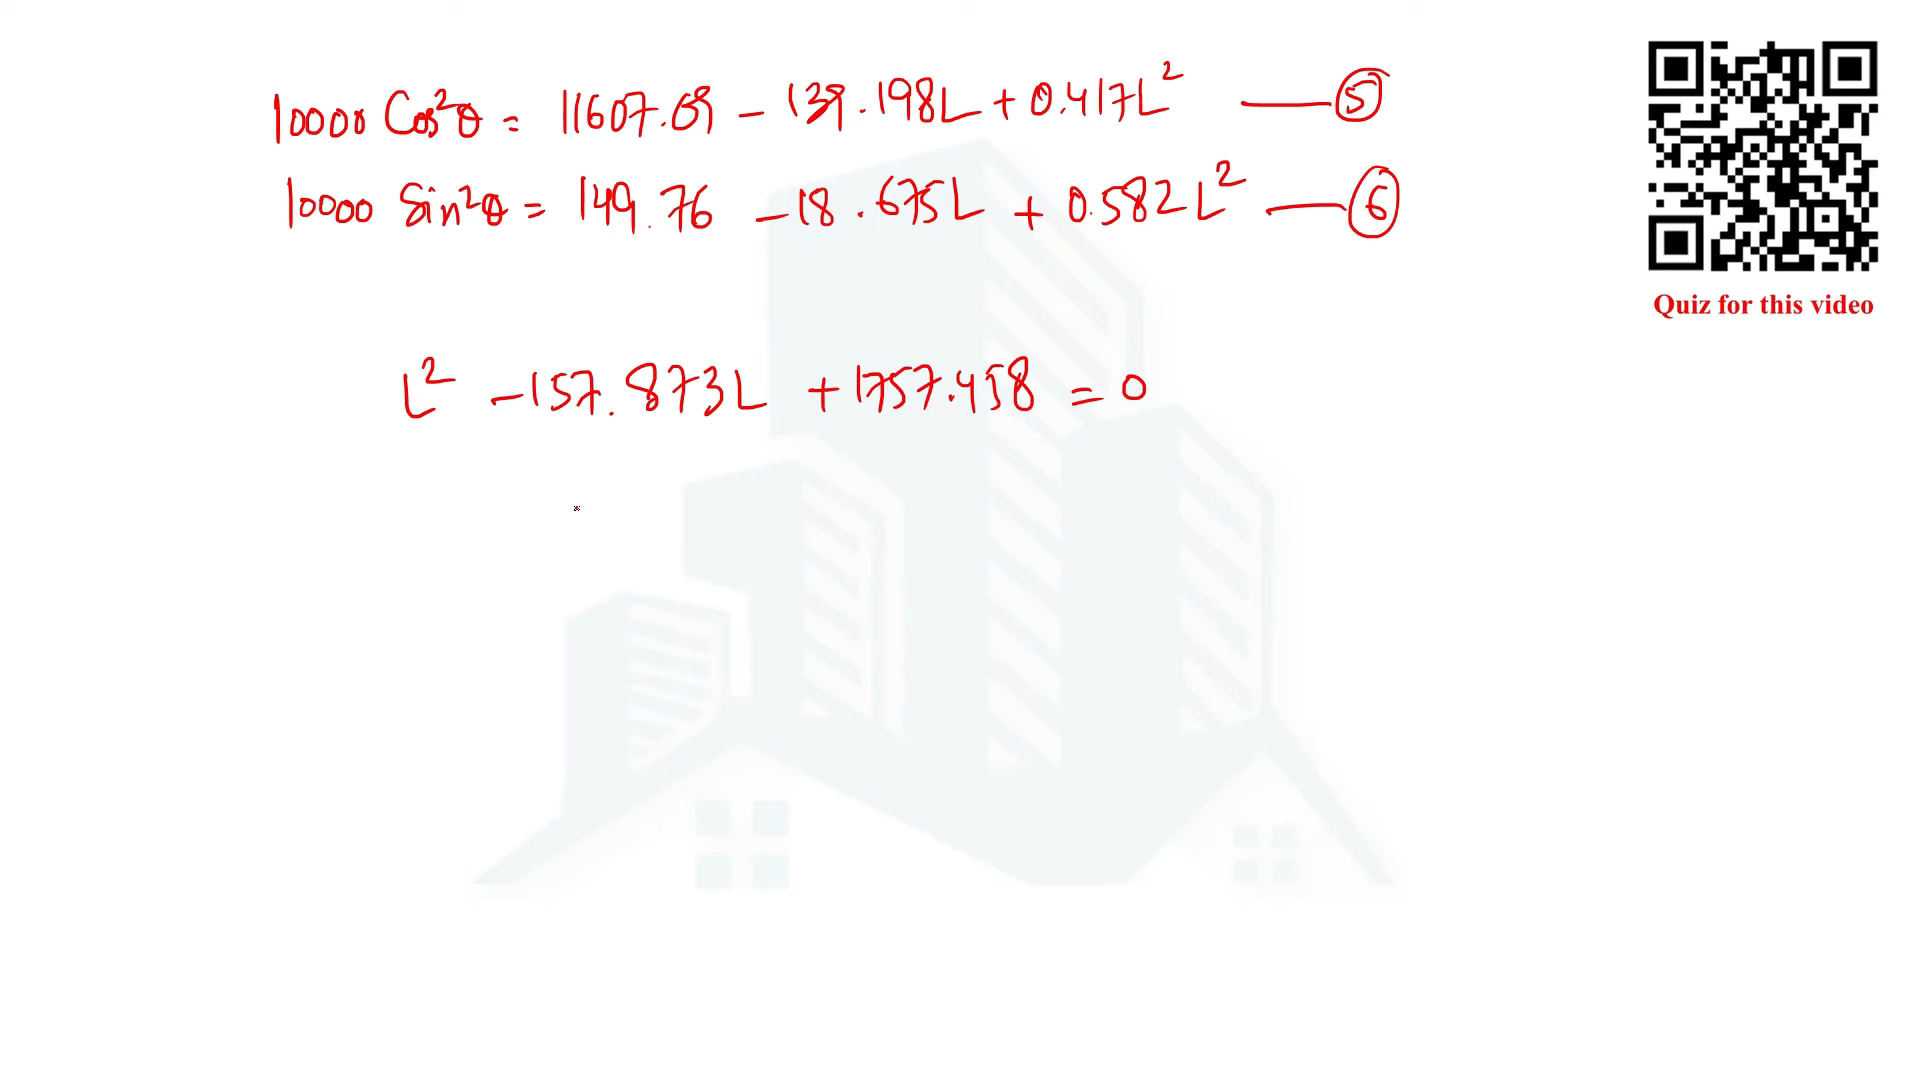 10000 Cos²θ = 11607.09 - 139.198L + 0.417L² —— ⑤
10000 Sin²θ = 149.76 - 18.675L + 0.582L² —— ⑥
Quiz for this video
L² - 157.873L + 1757.458 = 0